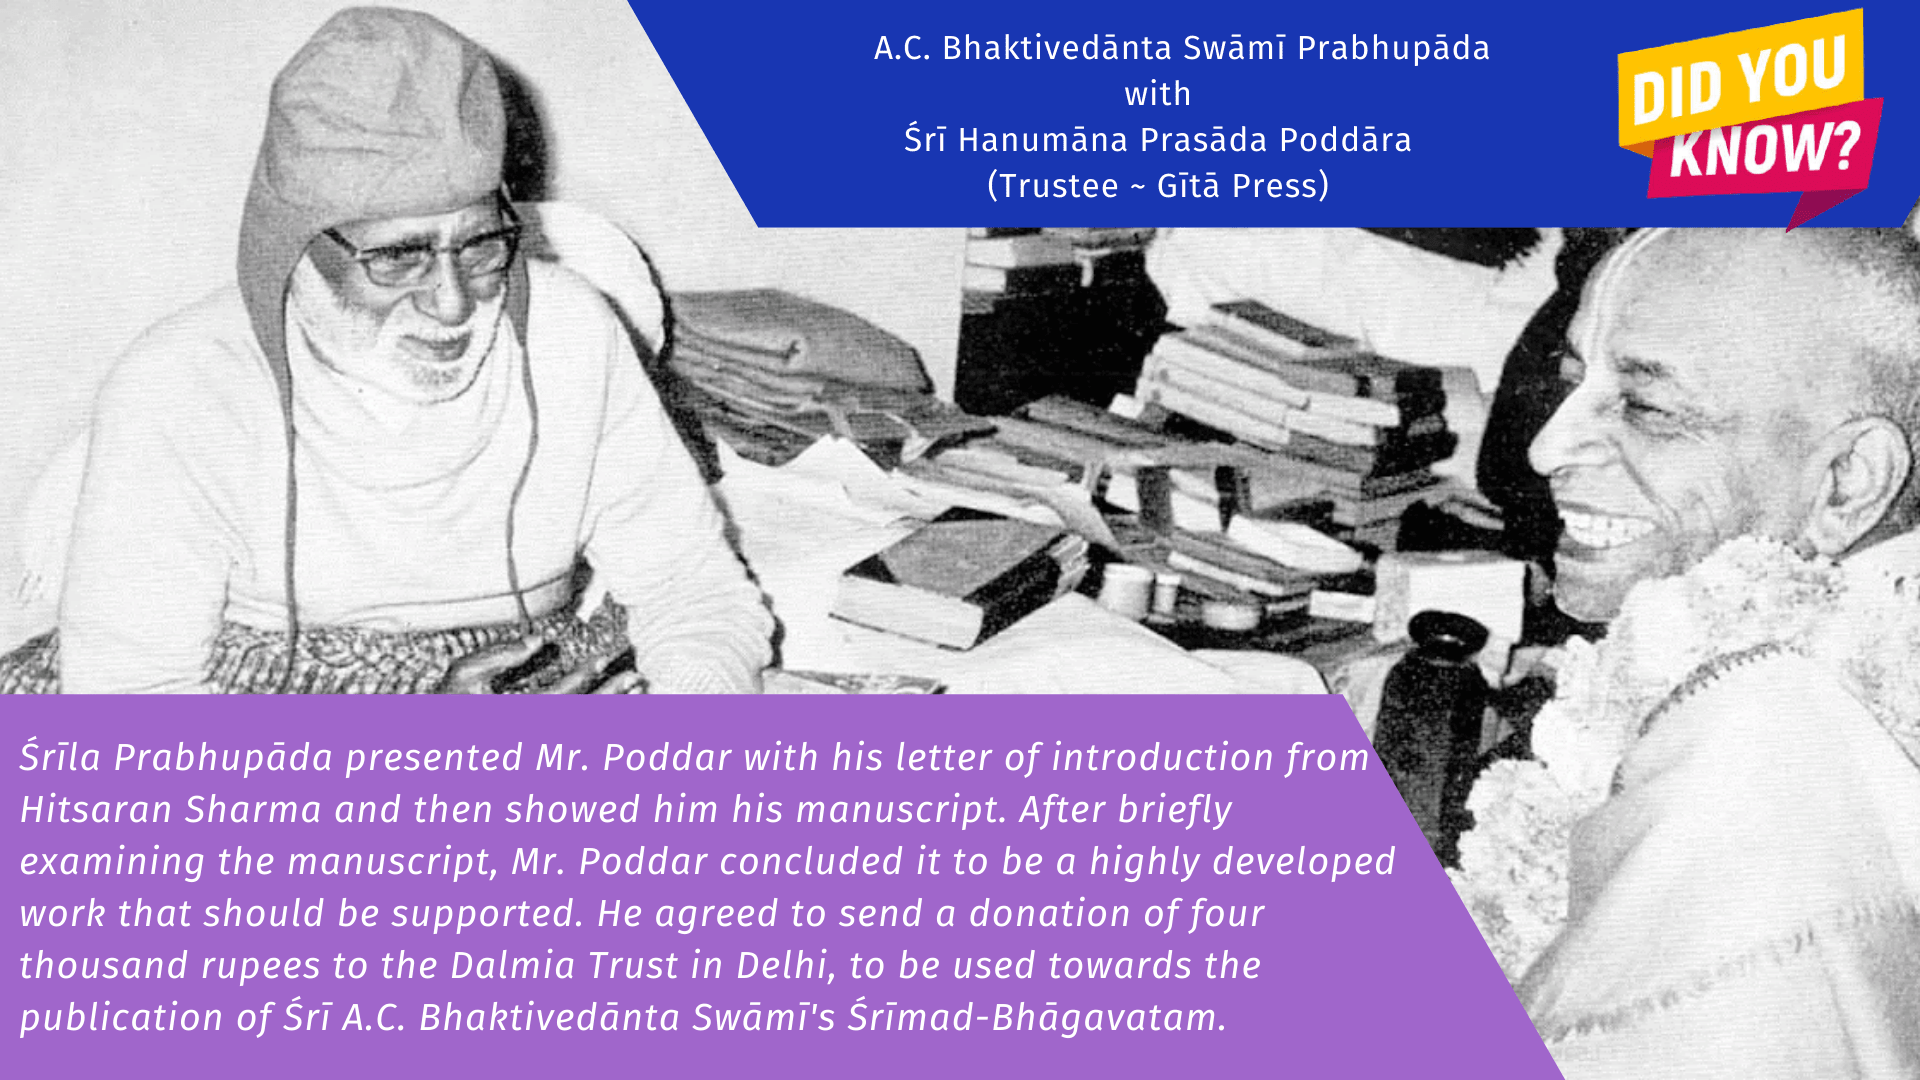 A.C. Bhaktivedānta Swāmī Prabhupāda
with
Śrī Hanumāna Prasāda Poddāra
(Trustee ~ Gītā Press)
DID YOU
KNOW?
Śrīla Prabhupāda presented Mr. Poddar with his letter of introduction from
Hitsaran Sharma and then showed him his manuscript. After briefly
examining the manuscript, Mr. Poddar concluded it to be a highly developed
work that should be supported. He agreed to send a donation of four
thousand rupees to the Dalmia Trust in Delhi, to be used towards the
publication of Śrī A.C. Bhaktivedānta Swāmī's Śrīmad-Bhāgavatam.